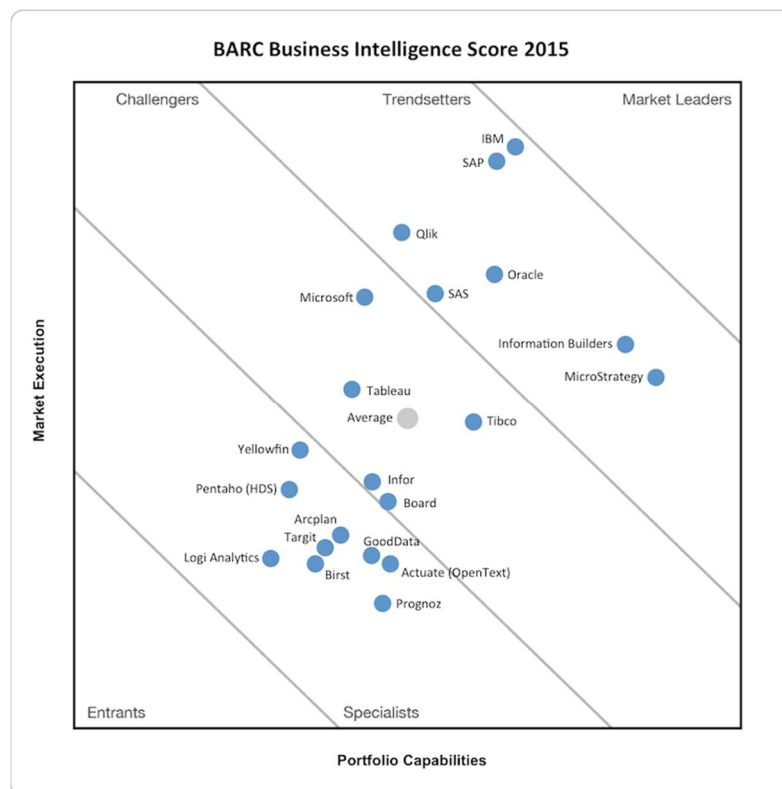 BARC Business Intelligence Score 2015
Challengers
Trendsetters
Market Leaders
IBM
SAP
Qlik
Oracle
SAS
Microsoft
Information Builders
MicroStrategy
Tableau
Average
Tibco
Yellowfin
Infor
Pentaho (HDS)
Board
Arcplan
Targit
GoodData
Logi Analytics
Birst
Actuate (OpenText)
Prognoz
Entrants
Specialists
Market Execution
Portfolio Capabilities